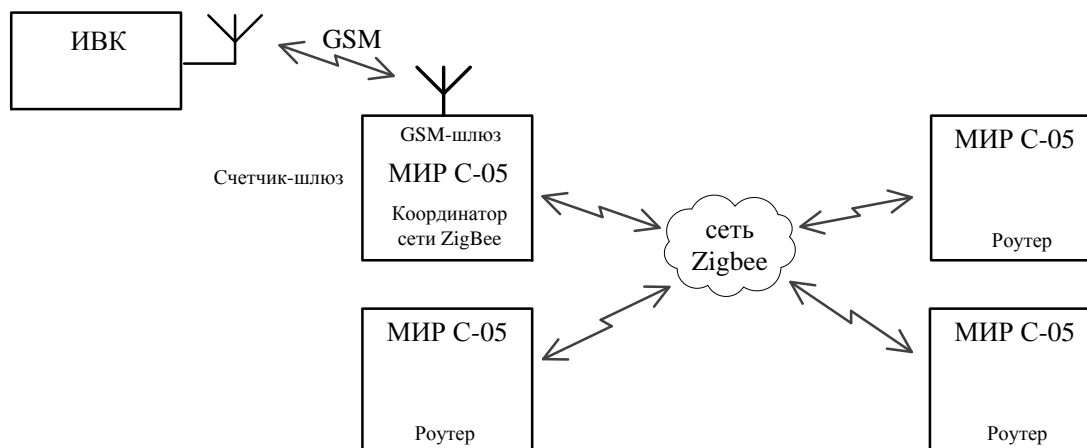 ИВК
GSM
GSM-шлюз
МИР С-05
Координатор
сети ZigBee
Счетчик-шлюз
сеть
Zigbee
МИР С-05
Роутер
МИР С-05
Роутер
МИР С-05
Роутер